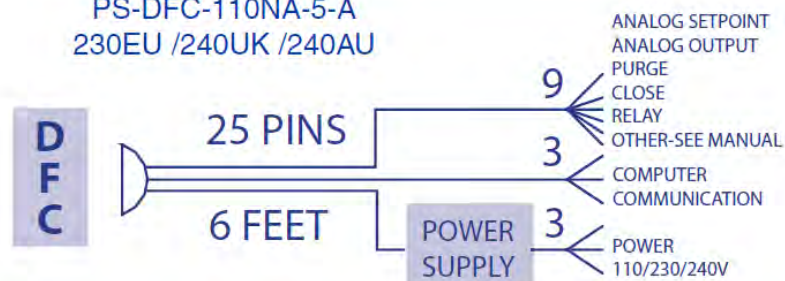 PS-DFC-110NA-5-A
230EU /240UK /240AU
ANALOG SETPOINT
ANALOG OUTPUT
PURGE
CLOSE
RELAY
OTHER-SEE MANUAL
9
25 PINS
DFC
3
COMPUTER
COMMUNICATION
6 FEET
POWER
SUPPLY
3
POWER
110/230/240V